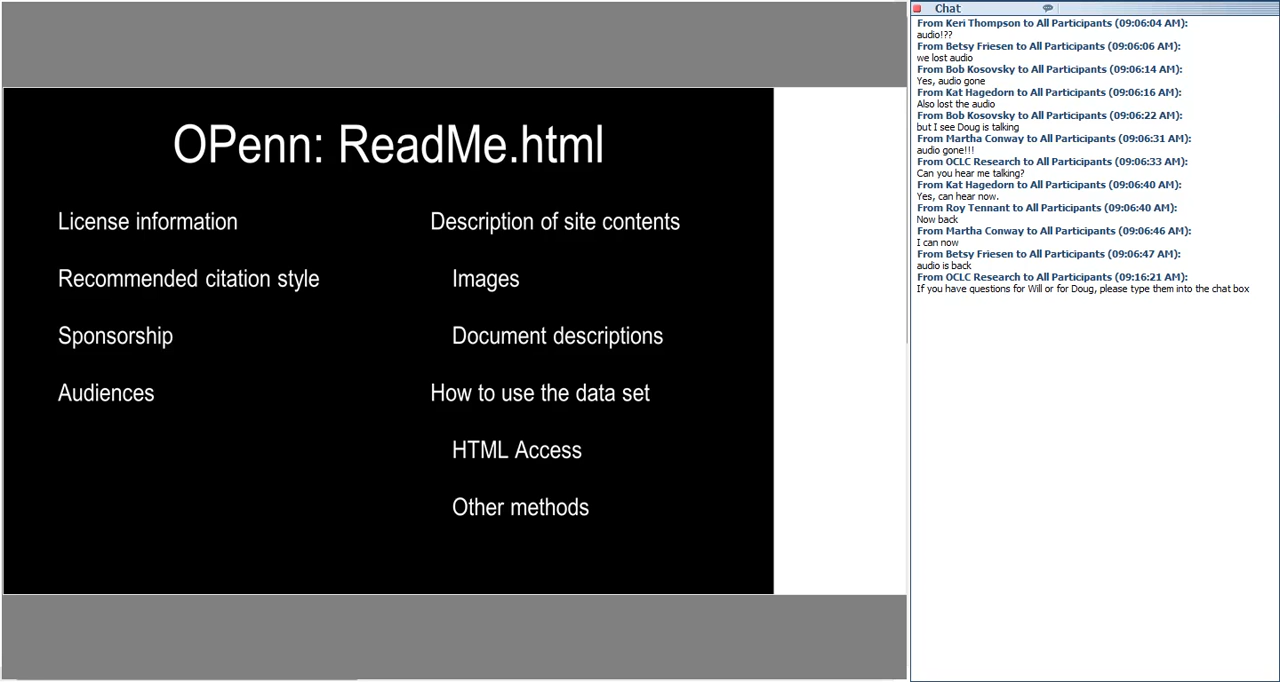 OPenn: ReadMe.html
License information
Recommended citation style
Sponsorship
Audiences
Description of site contents
Images
Document descriptions
How to use the data set
HTML Access
Other methods
Chat
From Keri Thompson to All Participants (09:06:04 AM):
audio!??
From Betsy Friesen to All Participants (09:06:06 AM):
we lost audio
From Bob Kosovsky to All Participants (09:06:14 AM):
Yes, audio gone
From Kat Hagedorn to All Participants (09:06:16 AM):
Also lost the audio
From Bob Kosovsky to All Participants (09:06:22 AM):
but I see Doug is talking
From Martha Conway to All Participants (09:06:31 AM):
audio gone!!!
From OCLC Research to All Participants (09:06:33 AM):
Can you hear me talking?
From Kat Hagedorn to All Participants (09:06:40 AM):
Yes, can hear now.
From Roy Tennant to All Participants (09:06:40 AM):
Now back
From Martha Conway to All Participants (09:06:46 AM):
I can now
From Betsy Friesen to All Participants (09:06:47 AM):
audio is back
From OCLC Research to All Participants (09:16:21 AM):
If you have questions for Will or for Doug, please type them into the chat box